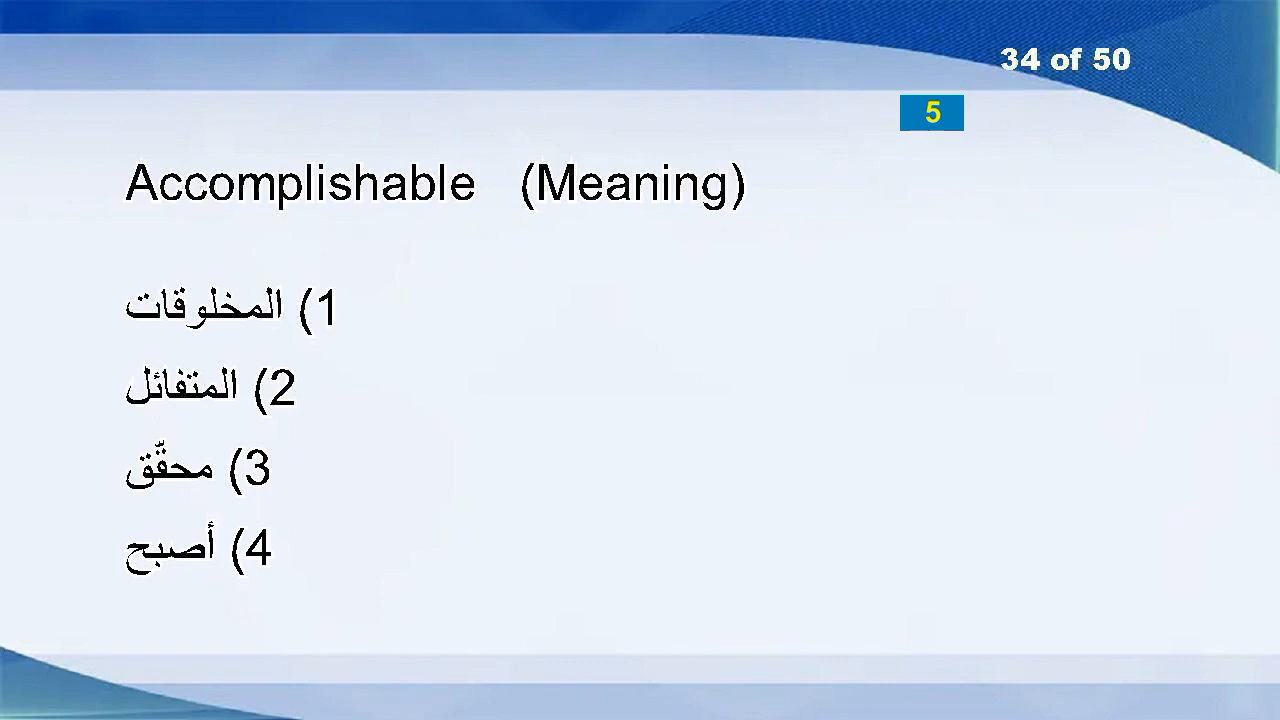 34 of 50
5
Accomplishable (Meaning)
1) المخلوقات
2) المتفائل
3) محقّق
4) أصبح